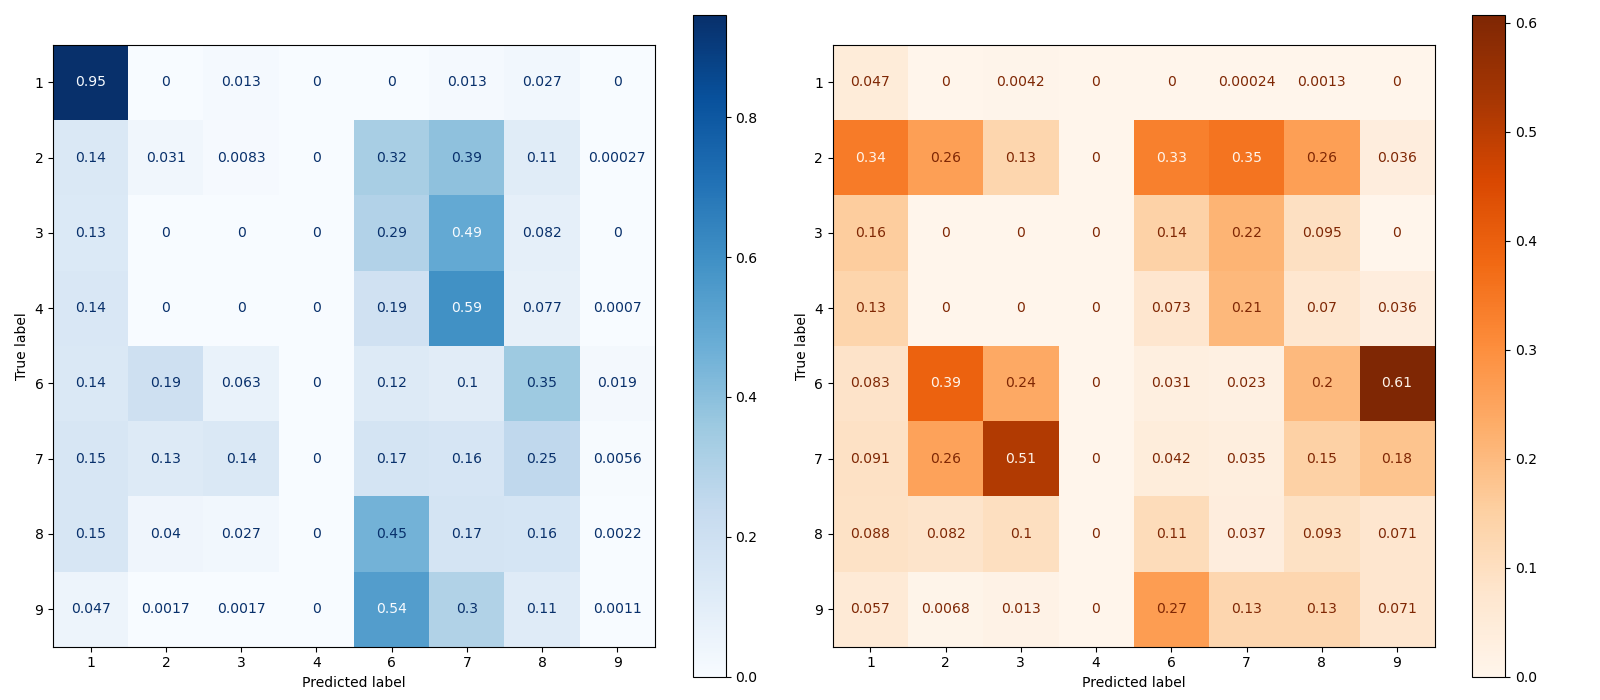 1 0.95 0 0.013 0 0 0.013 0.027 0
2 0.14 0.031 0.0083 0 0.32 0.39 0.11 0.00027
3 0.13 0 0 0 0.29 0.49 0.082 0
4 0.14 0 0 0 0.19 0.59 0.077 0.0007
6 0.14 0.19 0.063 0 0.12 0.1 0.35 0.019
7 0.15 0.13 0.14 0 0.17 0.16 0.25 0.0056
8 0.15 0.04 0.027 0 0.45 0.17 0.16 0.0022
9 0.047 0.0017 0.0017 0 0.54 0.3 0.11 0.0011
1 2 3 4 6 7 8 9
Predicted label
True label
0.8
0.6
0.4
0.2
0.0
1 0.047 0 0.0042 0 0 0.00024 0.0013 0
2 0.34 0.26 0.13 0 0.33 0.35 0.26 0.036
3 0.16 0 0 0 0.14 0.22 0.095 0
4 0.13 0 0 0 0.073 0.21 0.07 0.036
6 0.083 0.39 0.24 0 0.031 0.023 0.2 0.61
7 0.091 0.26 0.51 0 0.042 0.035 0.15 0.18
8 0.088 0.082 0.1 0 0.11 0.037 0.093 0.071
9 0.057 0.0068 0.013 0 0.27 0.13 0.13 0.071
1 2 3 4 6 7 8 9
Predicted label
True label
0.6
0.5
0.4
0.3
0.2
0.1
0.0